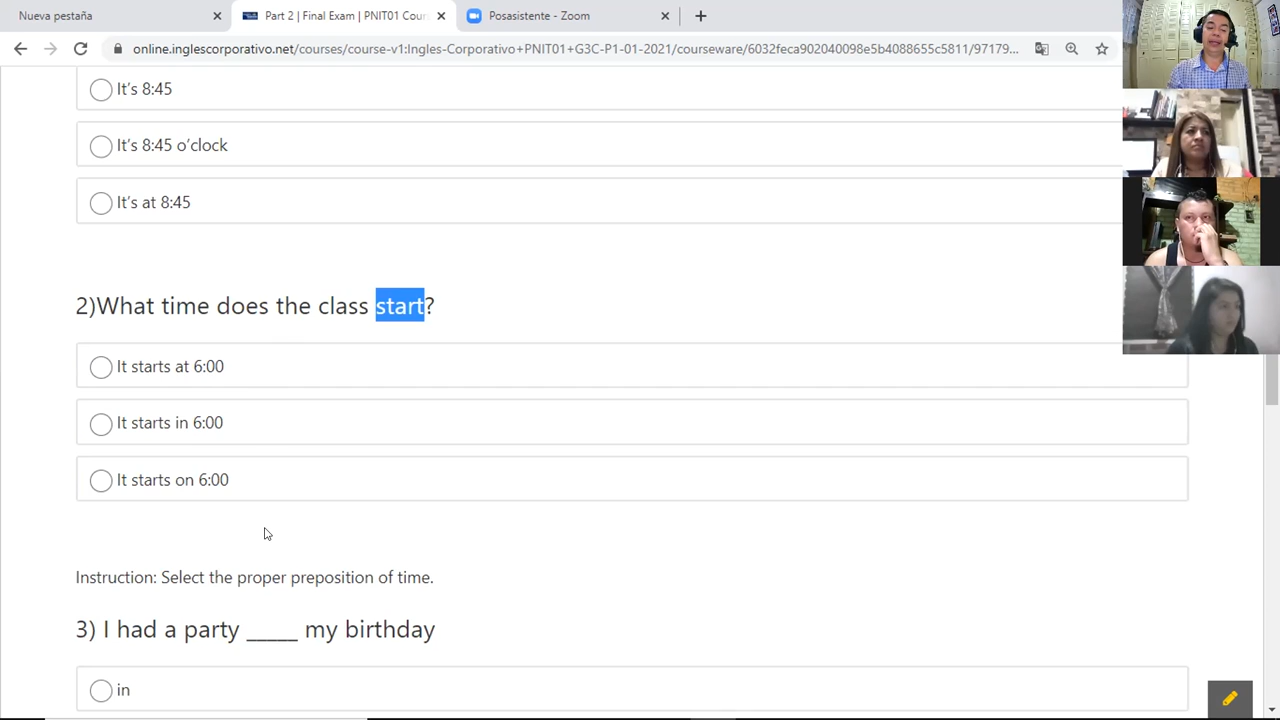 Nueva pestaña
Part 2 | Final Exam | PNIT01 Cour
Posasistente - Zoom
online.inglescorporativo.net/courses/course-v1:Ingles-Corporativo+PNIT01+G3C-P1-01-2021/courseware/6032feca902040098e5b4008655c5871/97179...
It's 8:45
It's 8:45 o'clock
It's at 8:45
2)What time does the class start?
It starts at 6:00
It starts in 6:00
It starts on 6:00
Instruction: Select the proper preposition of time.
3) I had a party _____ my birthday
in